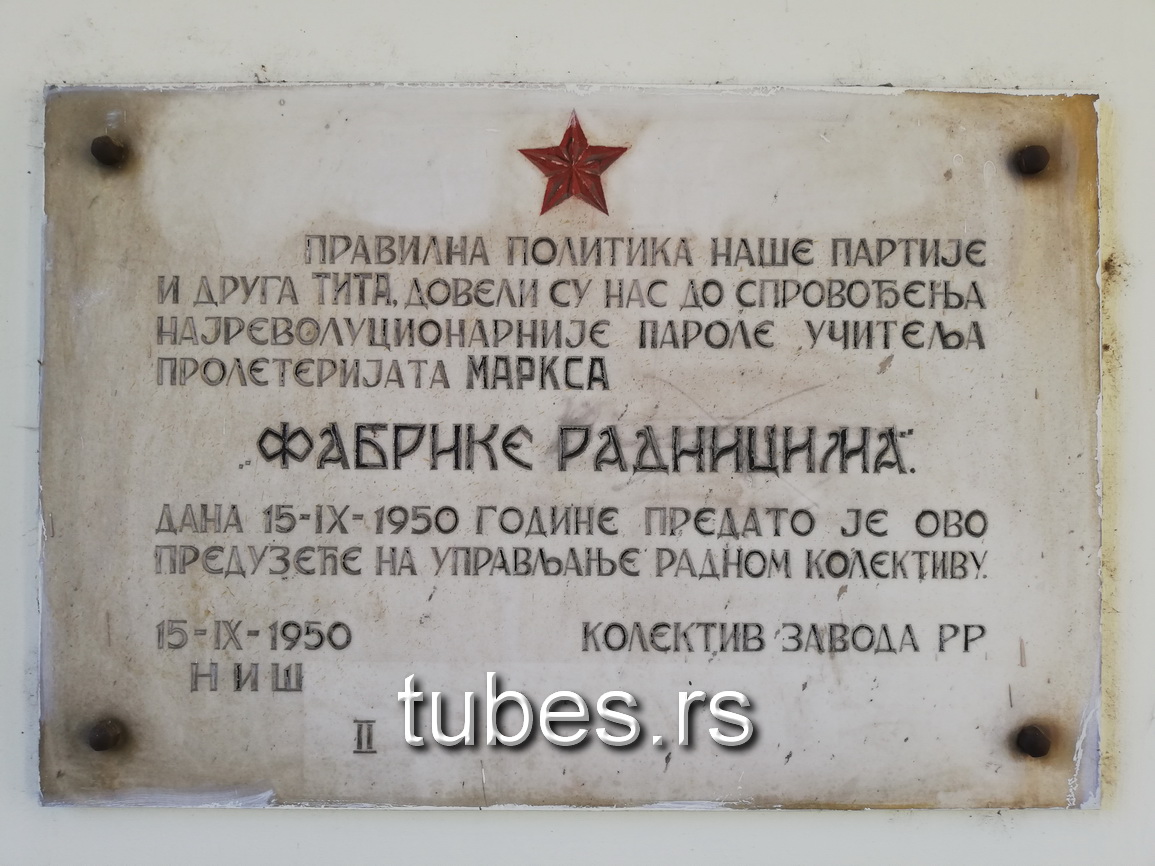 ПРАВИЛНА ПОЛИТИКА НАШЕ ПАРТИЈЕ
И ДРУГА ТИТА, ДОВЕЛИ СУ НАС ДО СПРОВОЂЕЊА
НАЈРЕВОЛУЦИОНАРНИЈЕ ПАРОЛЕ УЧИТЕЉА
ПРОЛЕТЕРИЈАТА МАРКСА
„ФАБРИКЕ РАДНИЦИМА".
ДАНА 15-IX-1950 ГОДИНЕ ПРЕДАТО ЈЕ ОВО
ПРЕДУЗЕЋЕ НА УПРАВЉАЊЕ РАДНОМ КОЛЕКТИВУ.
15-IX-1950 КОЛЕКТИВ ЗАВОДА РР
НИШ
II
tubes.rs